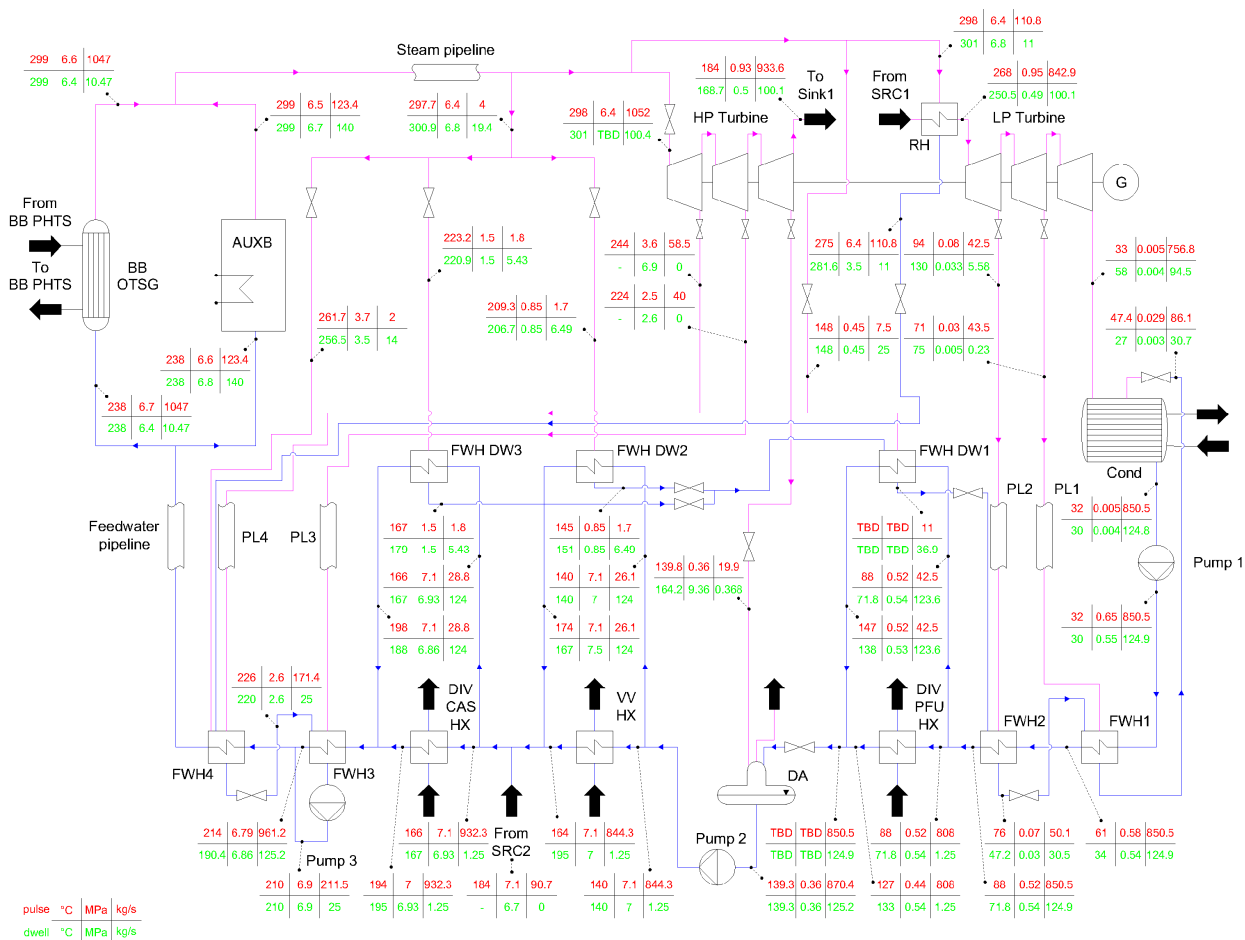 298 6.4 110.8
301 6.8 11
Steam pipeline
299 6.6 1047
299 6.4 10.47
184 0.93 933.6
168.7 0.5 100.1
To
Sink1
From
SRC1
268 0.95 842.9
250.5 0.49 100.1
299 6.5 123.4
299 6.7 140
297.7 6.4 4
300.9 6.8 19.4
298 6.4 1052
301 TBD 100.4
HP Turbine
LP Turbine
RH
G
From
BB PHTS
To
BB PHTS
BB
OTSG
AUXB
223.2 1.5 1.8
220.9 1.5 5.43
244 3.6 58.5
- 6.9 0
275 6.4 110.8
281.6 3.5 11
94 0.08 42.5
130 0.033 5.58
33 0.005 756.8
58 0.004 94.5
209.3 0.85 1.7
206.7 0.85 6.49
224 2.5 40
- 2.6 0
261.7 3.7 2
256.5 3.5 14
148 0.45 7.5
148 0.45 25
71 0.03 43.5
75 0.005 0.23
47.4 0.029 86.1
27 0.003 30.7
238 6.6 123.4
238 6.8 140
238 6.7 1047
238 6.4 10.47
FWH DW3
FWH DW2
FWH DW1
Cond
PL2
PL1
Feedwater
pipeline
PL4
PL3
167 1.5 1.8
179 1.5 5.43
145 0.85 1.7
151 0.85 6.49
TBD TBD 11
TBD TBD 36.9
32 0.005 850.5
30 0.004 124.8
Pump 1
166 7.1 28.8
167 6.93 124
140 7.1 26.1
140 7 124
139.8 0.36 19.9
164.2 9.36 0.368
88 0.52 42.5
71.8 0.54 123.6
198 7.1 28.8
188 6.86 124
174 7.1 26.1
167 7.5 124
147 0.52 42.5
138 0.53 123.6
32 0.65 850.5
30 0.55 124.9
226 2.6 171.4
220 2.6 25
DIV
CAS
HX
VV
HX
DIV
PFU
HX
FWH2
FWH1
FWH4
FWH3
DA
214 6.79 961.2
190.4 6.86 125.2
Pump 3
166 7.1 932.3
167 6.93 1.25
From
SRC2
164 7.1 844.3
195 7 1.25
Pump 2
TBD TBD 850.5
TBD TBD 124.9
88 0.52 808
71.8 0.54 1.25
76 0.07 50.1
47.2 0.03 30.5
61 0.58 850.5
34 0.54 124.9
210 6.9 211.5
210 6.9 25
194 7 932.3
195 6.93 1.25
184 7.1 90.7
- 6.7 0
140 7.1 844.3
140 7 1.25
139.3 0.36 870.4
139.3 0.36 125.2
127 0.44 808
133 0.54 1.25
88 0.52 850.5
71.8 0.54 124.9
pulse °C MPa kg/s
dwell °C MPa kg/s